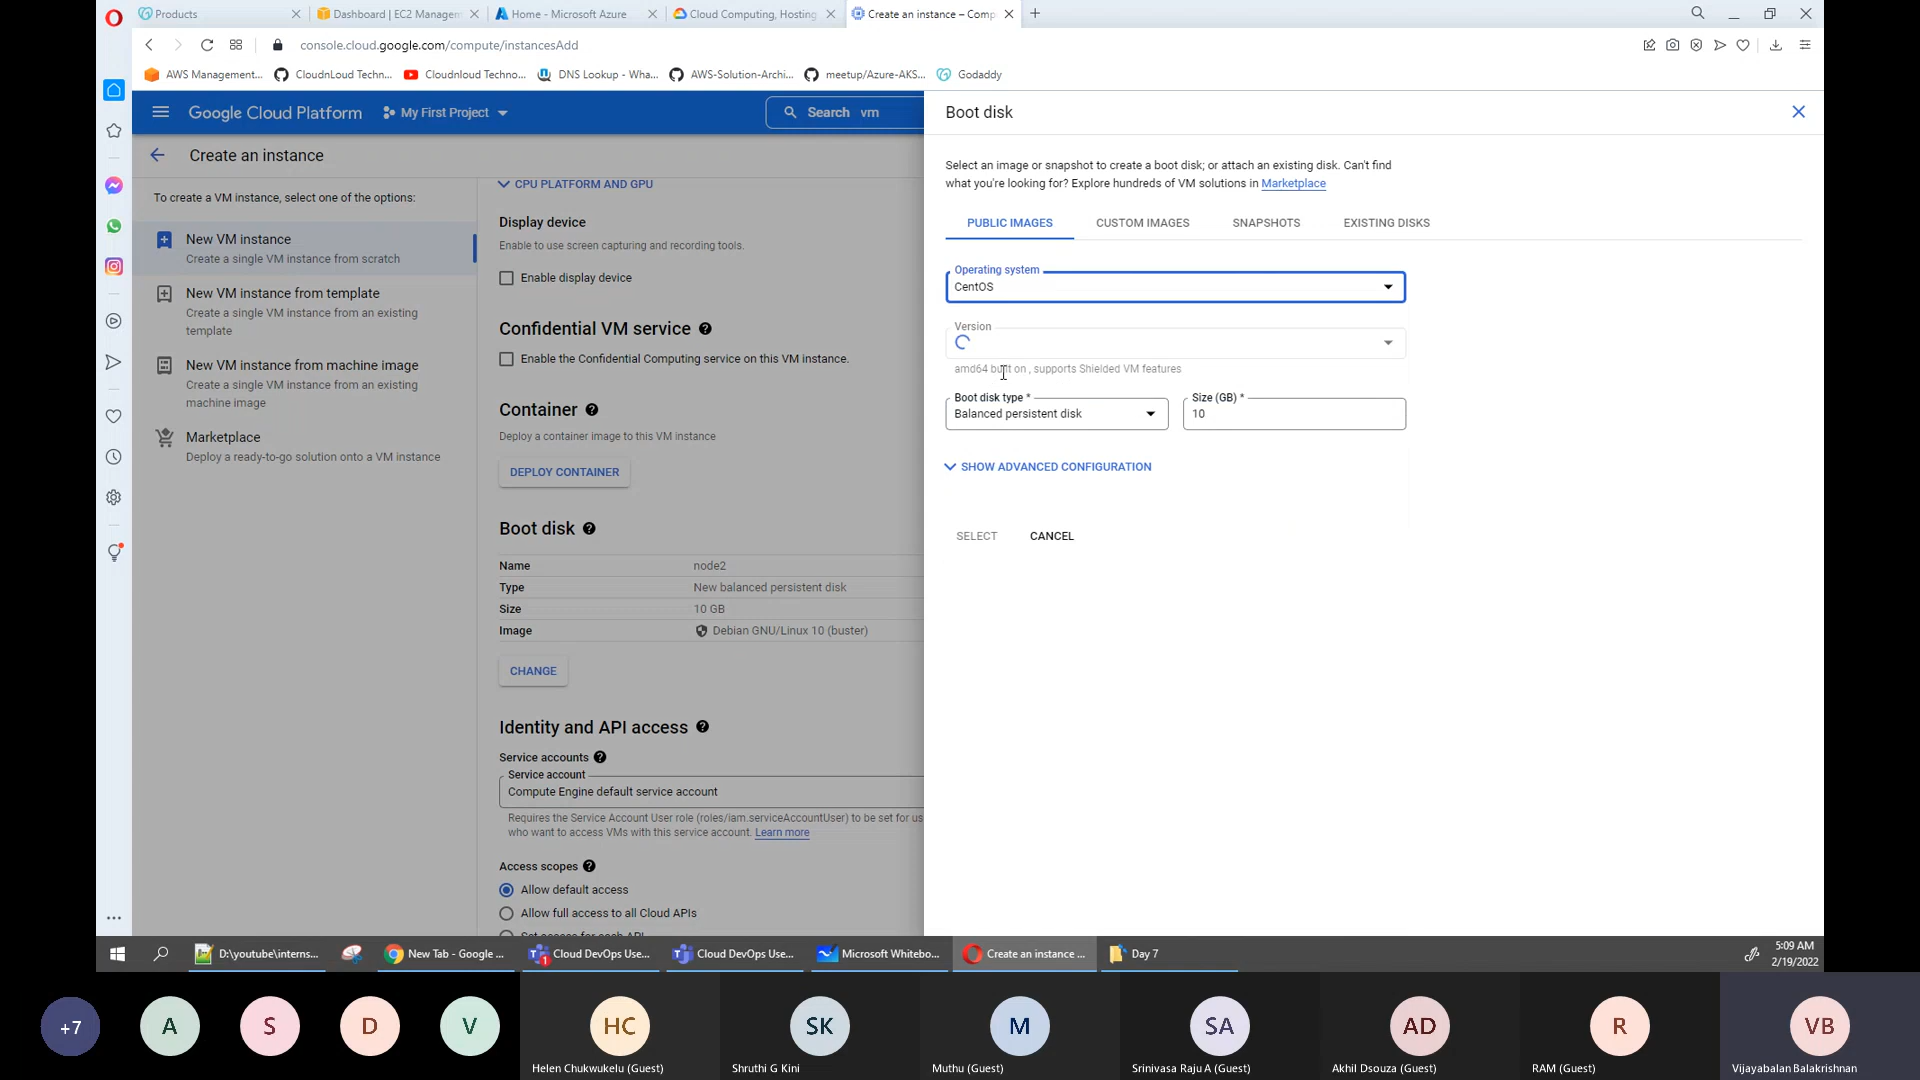 Products
Dashboard | EC2 Managem
Home - Microsoft Azure
Cloud Computing, Hosting
Create an instance – Comp
console.cloud.google.com/compute/instancesAdd
AWS Management...
CloudnLoud Techn...
Cloudnloud Techno...
DNS Lookup - Wha...
AWS-Solution-Archi...
meetup/Azure-AKS...
Godaddy
Google Cloud Platform
My First Project
Search vm
Create an instance
To create a VM instance, select one of the options:
New VM instance
Create a single VM instance from scratch
New VM instance from template
Create a single VM instance from an existing
template
New VM instance from machine image
Create a single VM instance from an existing
machine image
Marketplace
Deploy a ready-to-go solution onto a VM instance
CPU PLATFORM AND GPU
Display device
Enable to use screen capturing and recording tools.
Enable display device
Confidential VM service
Enable the Confidential Computing service on this VM instance.
Container
Deploy a container image to this VM instance
DEPLOY CONTAINER
Boot disk
Name node2
Type New balanced persistent disk
Size 10 GB
Image Debian GNU/Linux 10 (buster)
CHANGE
Identity and API access
Service accounts
Service account
Compute Engine default service account
Requires the Service Account User role (roles/iam.serviceAccountUser) to be set for us
who want to access VMs with this service account. Learn more
Access scopes
Allow default access
Allow full access to all Cloud APIs
Set access for each API
Boot disk
Select an image or snapshot to create a boot disk; or attach an existing disk. Can't find
what you're looking for? Explore hundreds of VM solutions in Marketplace
PUBLIC IMAGES
CUSTOM IMAGES
SNAPSHOTS
EXISTING DISKS
Operating system
CentOS
Version
amd64 built on , supports Shielded VM features
Boot disk type *
Balanced persistent disk
Size (GB) *
10
SHOW ADVANCED CONFIGURATION
SELECT
CANCEL
D:\youtube\interns...
New Tab - Google ...
1
Cloud DevOps Use...
Cloud DevOps Use...
Microsoft Whitebo...
Create an instance ...
Day 7
5:09 AM
2/19/2022
+7
A
S
D
V
HC
Helen Chukwukelu (Guest)
SK
Shruthi G Kini
M
Muthu (Guest)
SA
Srinivasa Raju A (Guest)
AD
Akhil Dsouza (Guest)
R
RAM (Guest)
VB
Vijayabalan Balakrishnan